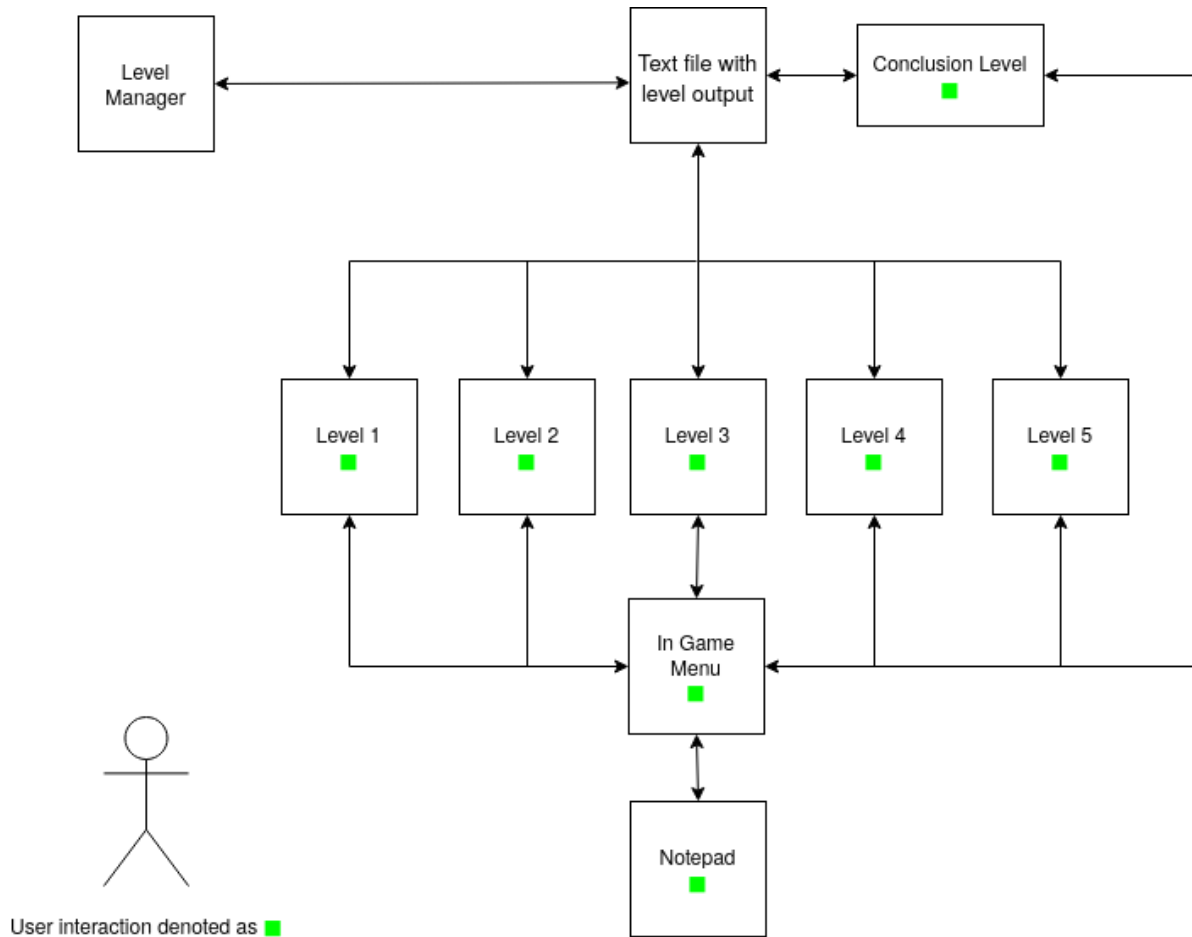 Level
Manager
Text file with
level output
Conclusion Level
Level 1
Level 2
Level 3
Level 4
Level 5
In Game
Menu
Notepad
User interaction denoted as